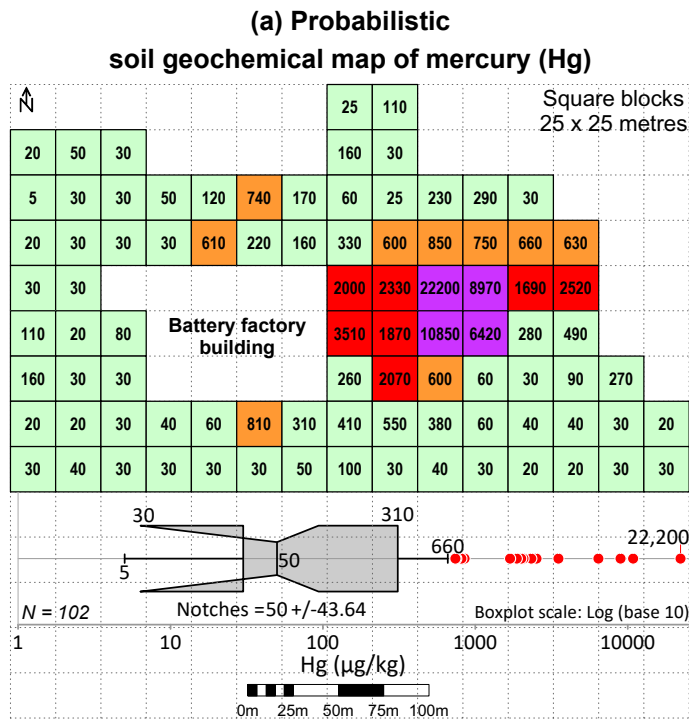 (a) Probabilistic
soil geochemical map of mercury (Hg)
N
Square blocks
25 x 25 metres
25 110
20 50 30 160 30
5 30 30 50 120 740 170 60 25 230 290 30
20 30 30 30 610 220 160 330 600 850 750 660 630
30 30 2000 2330 22200 8970 1690 2520
Battery factory
building
110 20 80 3510 1870 10850 6420 280 490
160 30 30 260 2070 600 60 30 90 270
20 20 30 40 60 810 310 410 550 380 60 40 40 30 20
30 40 30 30 30 30 50 100 30 40 30 20 20 30 30
30 310
5 50 660 22,200
N = 102 Notches =50 +/-43.64 Boxplot scale: Log (base 10)
1 10 100 1000 10000
Hg (µg/kg)
0m 25m 50m 75m 100m